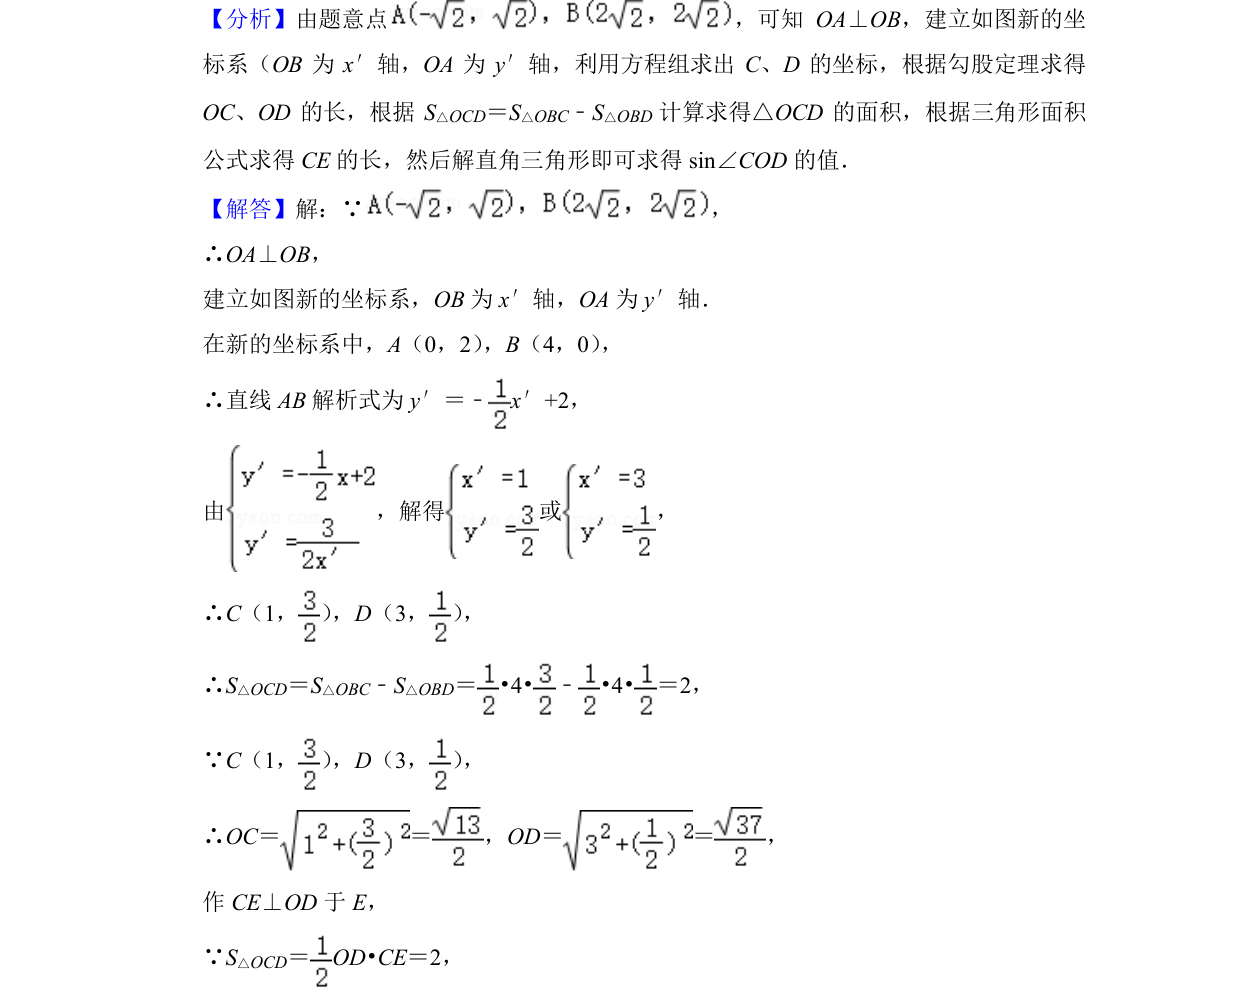 【分析】由题意点A(-√2，√2)，B(2√2，2√2)，可知 OA⊥OB，建立如图新的坐
标系（OB 为 x′ 轴，OA 为 y′ 轴，利用方程组求出 C、D 的坐标，根据勾股定理求得
OC、OD 的长，根据 S△OCD＝S△OBC﹣S△OBD 计算求得△OCD 的面积，根据三角形面积
公式求得 CE 的长，然后解直角三角形即可求得 sin∠COD 的值．
【解答】解：∵A(-√2，√2)，B(2√2，2√2)，
∴OA⊥OB，
建立如图新的坐标系，OB 为 x′ 轴，OA 为 y′ 轴．
在新的坐标系中，A（0，2），B（4，0），
∴直线 AB 解析式为 y′ ＝﹣1/2x′ +2，
由{y′ =-1/2x+2，y′ =3/2x′，解得{x′ =1，y′ =3/2或{x′ =3，y′ =1/2，
∴C（1，3/2），D（3，1/2），
∴S△OCD＝S△OBC﹣S△OBD＝1/2•4•3/2﹣1/2•4•1/2＝2，
∵C（1，3/2），D（3，1/2），
∴OC＝√(1²+(3/2)²)=√13/2，OD＝√(3²+(1/2)²)=√37/2，
作 CE⊥OD 于 E，
∵S△OCD＝1/2OD•CE＝2，